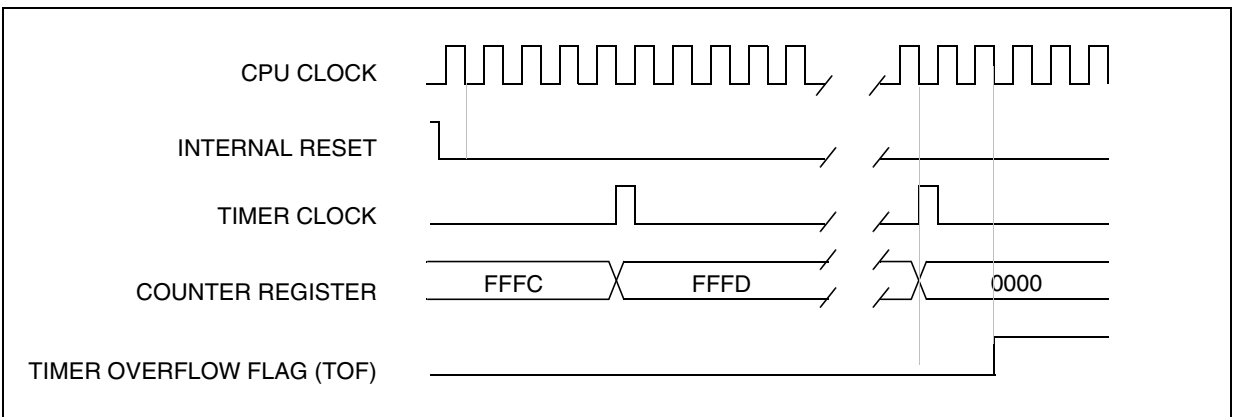 CPU CLOCK
INTERNAL RESET
TIMER CLOCK
COUNTER REGISTER FFFC FFFD 0000
TIMER OVERFLOW FLAG (TOF)